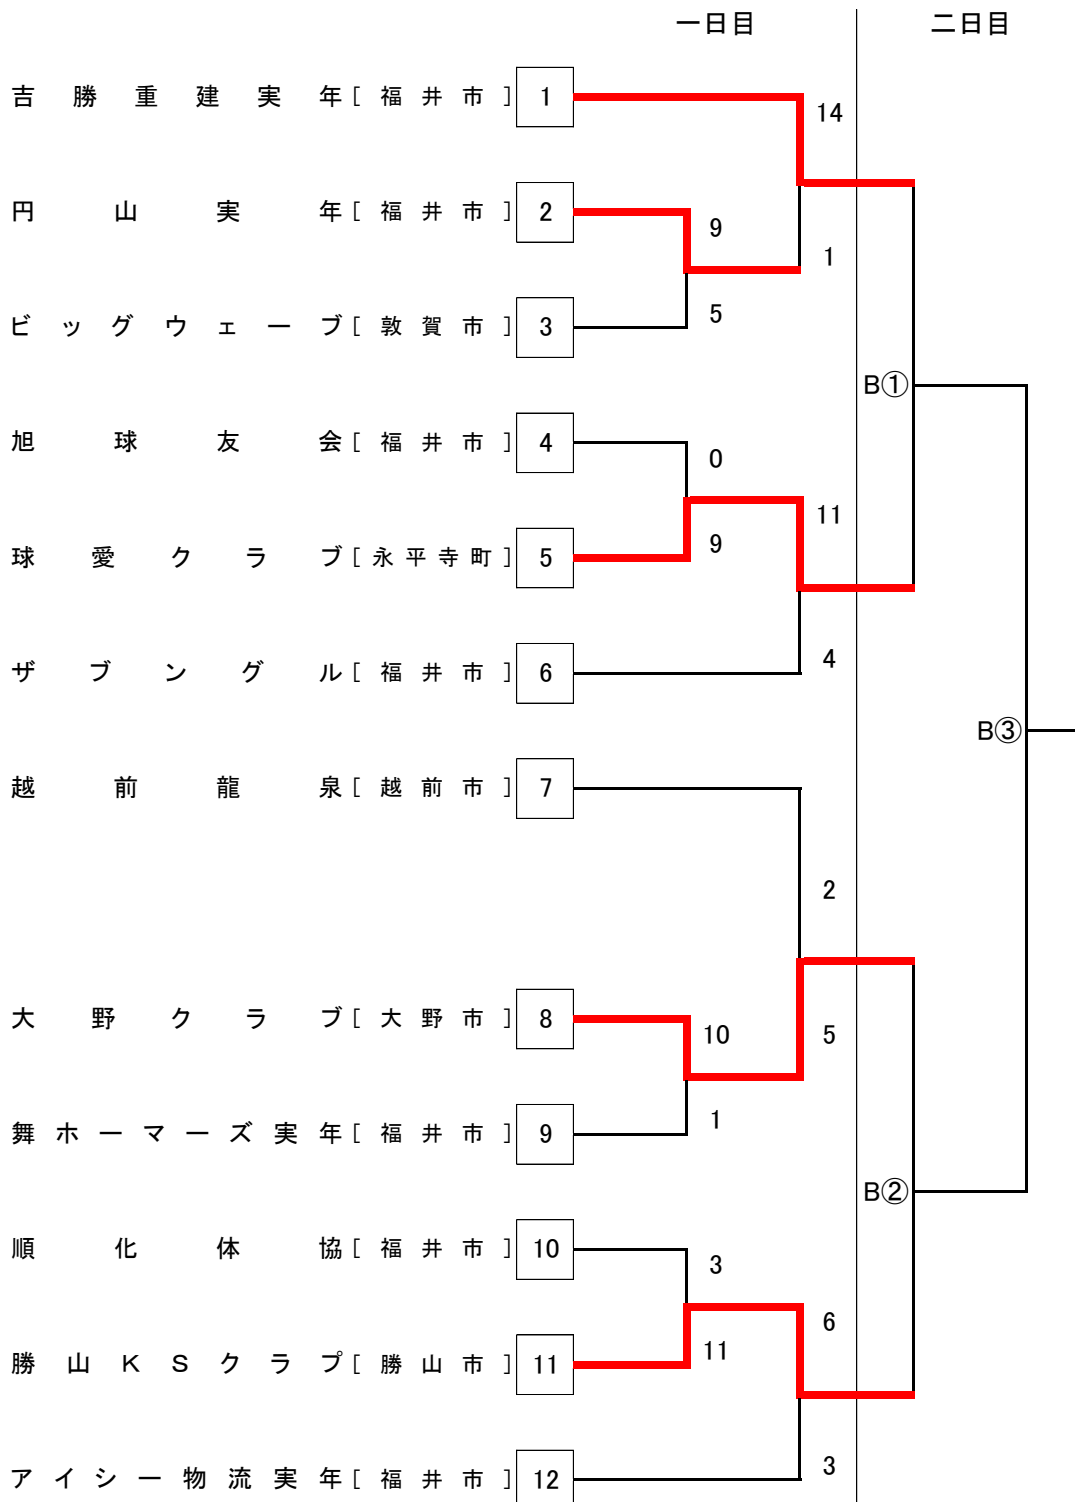 一日目 二日目
吉勝重建実年[福井市] 1
14
円山実年[福井市] 2
9
1
ビッグウェーブ[敦賀市] 3
5
B①
旭球友会[福井市] 4
0
11
球愛クラブ[永平寺町] 5
9
ザブングル[福井市] 6
4
B③
越前龍泉[越前市] 7
2
大野クラブ[大野市] 8
10
5
舞ホーマーズ実年[福井市] 9
1
B②
順化体協[福井市] 10
3
6
勝山KSクラブ[勝山市] 11
11
アイシー物流実年[福井市] 12
3